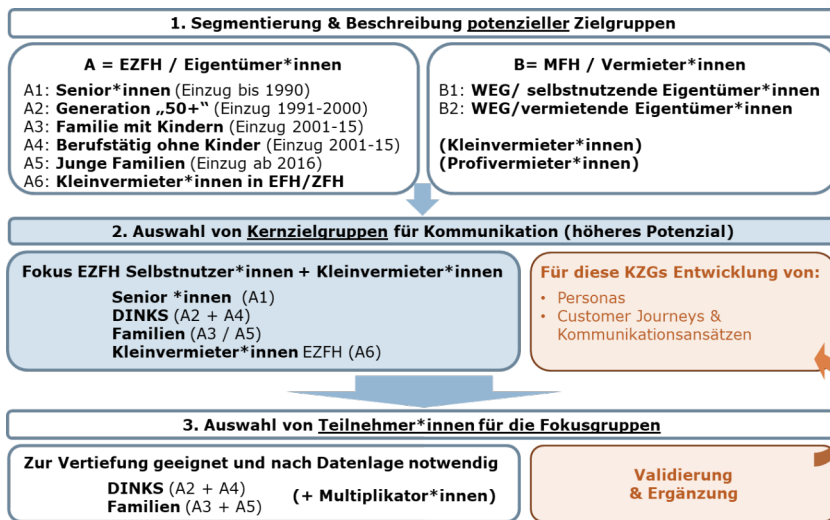 1. Segmentierung & Beschreibung potenzieller Zielgruppen
A = EZFH / Eigentümer*innen
A1: Senior*innen (Einzug bis 1990)
A2: Generation „50+“ (Einzug 1991-2000)
A3: Familie mit Kindern (Einzug 2001-15)
A4: Berufstätig ohne Kinder (Einzug 2001-15)
A5: Junge Familien (Einzug ab 2016)
A6: Kleinvermieter*innen in EFH/ZFH
B= MFH / Vermieter*innen
B1: WEG/ selbstnutzende Eigentümer*innen
B2: WEG/vermietende Eigentümer*innen
(Kleinvermieter*innen)
(Profivermieter*innen)
2. Auswahl von Kernzielgruppen für Kommunikation (höheres Potenzial)
Fokus EZFH Selbstnutzer*innen + Kleinvermieter*innen
Senior *innen (A1)
DINKS (A2 + A4)
Familien (A3 / A5)
Kleinvermieter*innen EZFH (A6)
Für diese KZGs Entwicklung von:
• Personas
• Customer Journeys &
Kommunikationsansätzen
3. Auswahl von Teilnehmer*innen für die Fokusgruppen
Zur Vertiefung geeignet und nach Datenlage notwendig
DINKS (A2 + A4)
Familien (A3 + A5)
(+ Multiplikator*innen)
Validierung
& Ergänzung